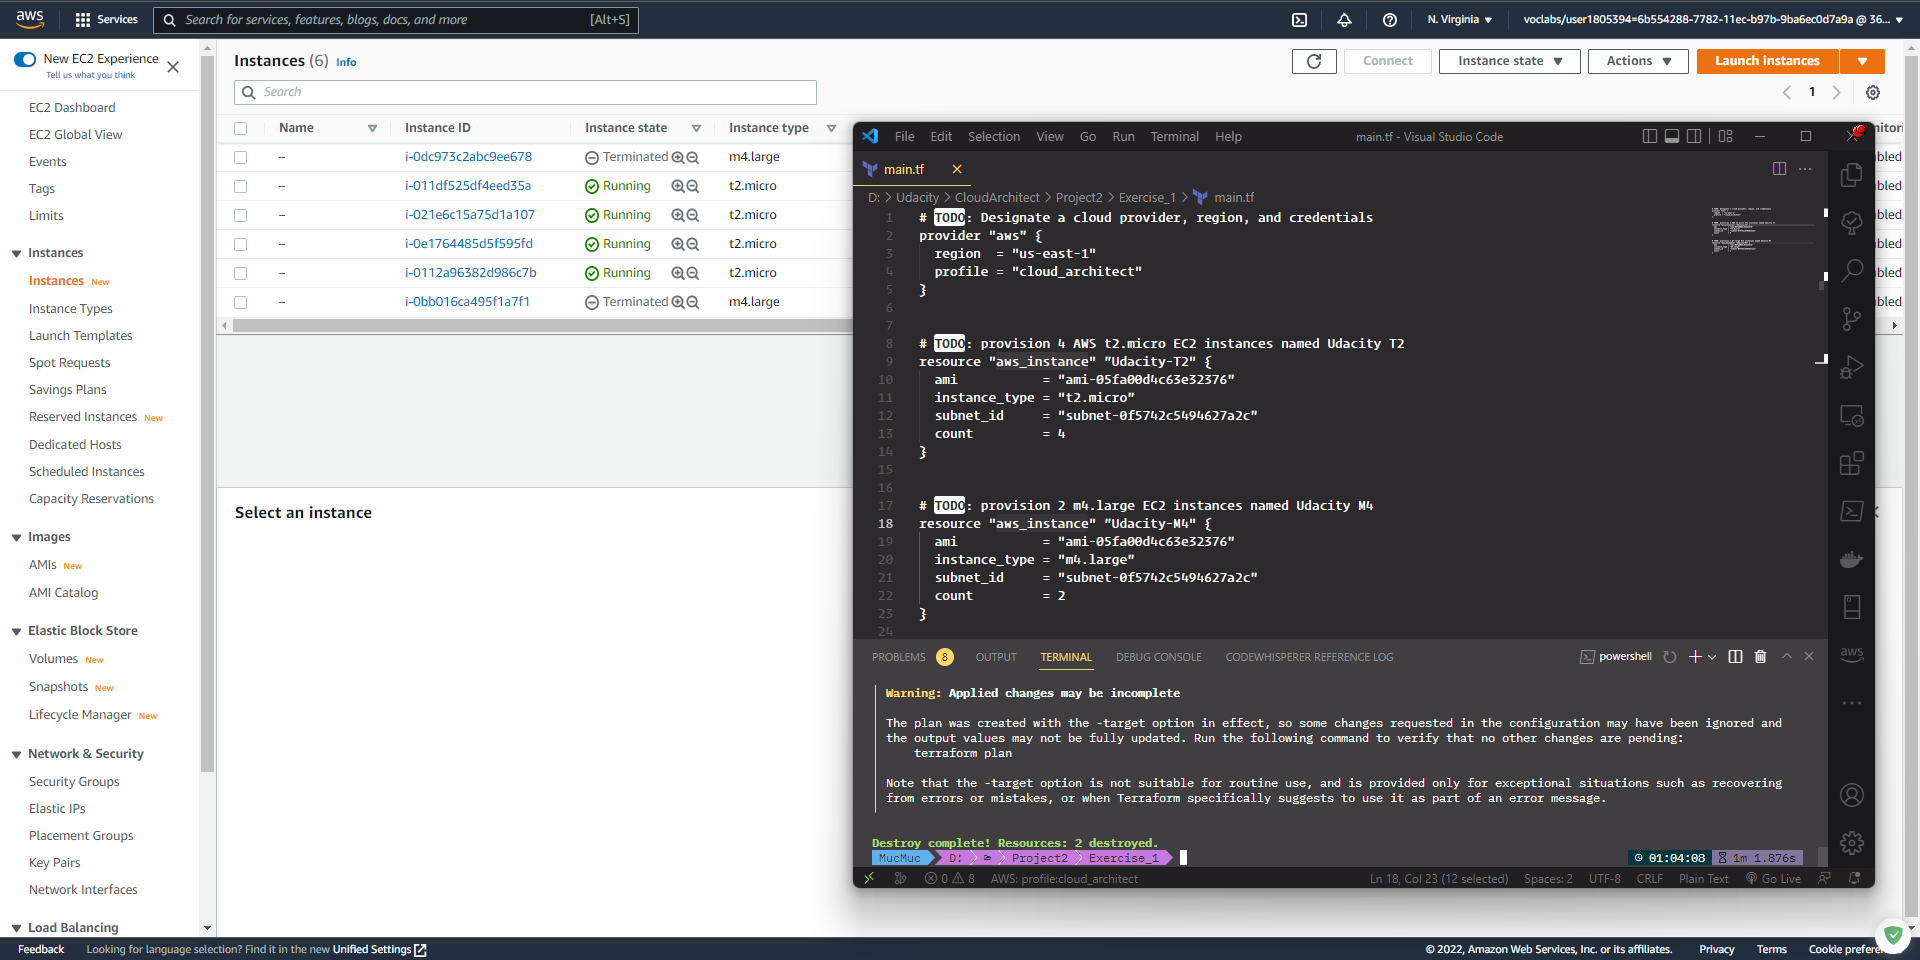 aws Services Search for services, features, blogs, docs, and more [Alt+S] N. Virginia voclabs/user1805394=6b554288-7782-11ec-b97b-9ba6ec0d7a9a @ 36...
New EC2 Experience
Tell us what you think
EC2 Dashboard
EC2 Global View
Events
Tags
Limits
Instances
Instances New
Instance Types
Launch Templates
Spot Requests
Savings Plans
Reserved Instances New
Dedicated Hosts
Scheduled Instances
Capacity Reservations
Images
AMIs New
AMI Catalog
Elastic Block Store
Volumes New
Snapshots New
Lifecycle Manager New
Network & Security
Security Groups
Elastic IPs
Placement Groups
Key Pairs
Network Interfaces
Load Balancing
Instances (6) Info Connect Instance state Actions Launch instances
Search 1
Name Instance ID Instance state Instance type itori
– i-0dc973c2abc9ee678 Terminated m4.large bled
– i-011df525df4eed35a Running t2.micro bled
– i-021e6c15a75d1a107 Running t2.micro bled
– i-0e1764485d5f595fd Running t2.micro bled
– i-0112a96382d986c7b Running t2.micro bled
– i-0bb016ca495f1a7f1 Terminated m4.large bled
Select an instance
File Edit Selection View Go Run Terminal Help main.tf - Visual Studio Code
main.tf
D: > Udacity > CloudArchitect > Project2 > Exercise_1 > main.tf
1 # TODO: Designate a cloud provider, region, and credentials
2 provider "aws" {
3 region = "us-east-1"
4 profile = "cloud_architect"
5 }
6
7
8 # TODO: provision 4 AWS t2.micro EC2 instances named Udacity T2
9 resource "aws_instance" "Udacity-T2" {
10 ami = "ami-05fa00d4c63e32376"
11 instance_type = "t2.micro"
12 subnet_id = "subnet-0f5742c5494627a2c"
13 count = 4
14 }
15
16
17 # TODO: provision 2 m4.large EC2 instances named Udacity M4
18 resource "aws_instance" "Udacity-M4" {
19 ami = "ami-05fa00d4c63e32376"
20 instance_type = "m4.large"
21 subnet_id = "subnet-0f5742c5494627a2c"
22 count = 2
23 }
24
PROBLEMS 8 OUTPUT TERMINAL DEBUG CONSOLE CODEWHISPERER REFERENCE LOG powershell
Warning: Applied changes may be incomplete
The plan was created with the -target option in effect, so some changes requested in the configuration may have been ignored and
the output values may not be fully updated. Run the following command to verify that no other changes are pending:
terraform plan
Note that the -target option is not suitable for routine use, and is provided only for exceptional situations such as recovering
from errors or mistakes, or when Terraform specifically suggests to use it as part of an error message.
Destroy complete! Resources: 2 destroyed.
MucMuc D: Project2 Exercise_1 01:04:08 1m 1.876s
0 8 AWS: profile:cloud_architect Ln 18, Col 23 (12 selected) Spaces: 2 UTF-8 CRLF Plain Text Go Live
aws
Feedback Looking for language selection? Find it in the new Unified Settings © 2022, Amazon Web Services, Inc. or its affiliates. Privacy Terms Cookie prefere